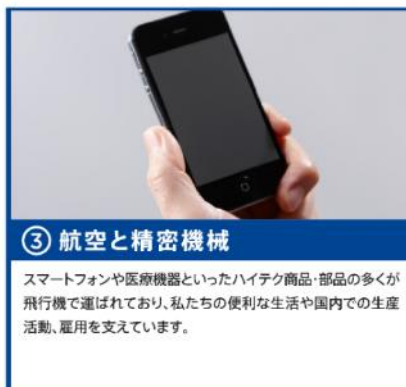 ③ 航空と精密機械
スマートフォンや医療機器といったハイテク商品・部品の多くが
飛行機で運ばれており、私たちの便利な生活や国内での生産
活動、雇用を支えています。